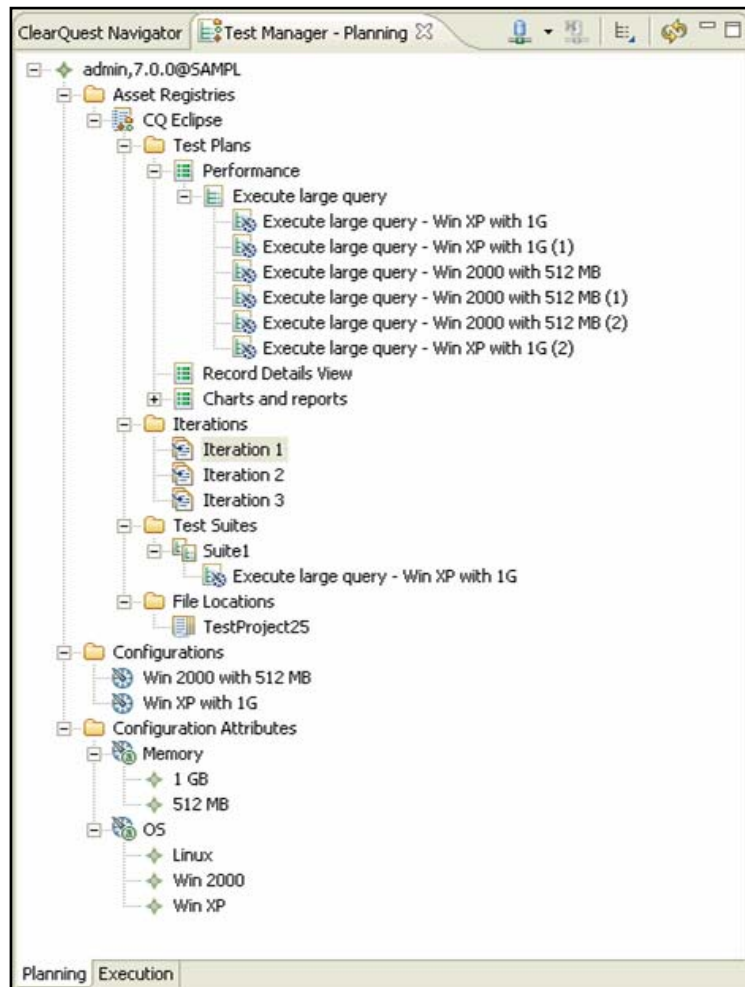 ClearQuest Navigator Test Manager - Planning
admin,7.0.0@SAMPL
Asset Registries
CQ Eclipse
Test Plans
Performance
Execute large query
Execute large query - Win XP with 1G
Execute large query - Win XP with 1G (1)
Execute large query - Win 2000 with 512 MB
Execute large query - Win 2000 with 512 MB (1)
Execute large query - Win 2000 with 512 MB (2)
Execute large query - Win XP with 1G (2)
Record Details View
Charts and reports
Iterations
Iteration 1
Iteration 2
Iteration 3
Test Suites
Suite1
Execute large query - Win XP with 1G
File Locations
TestProject25
Configurations
Win 2000 with 512 MB
Win XP with 1G
Configuration Attributes
Memory
1 GB
512 MB
OS
Linux
Win 2000
Win XP
Planning Execution